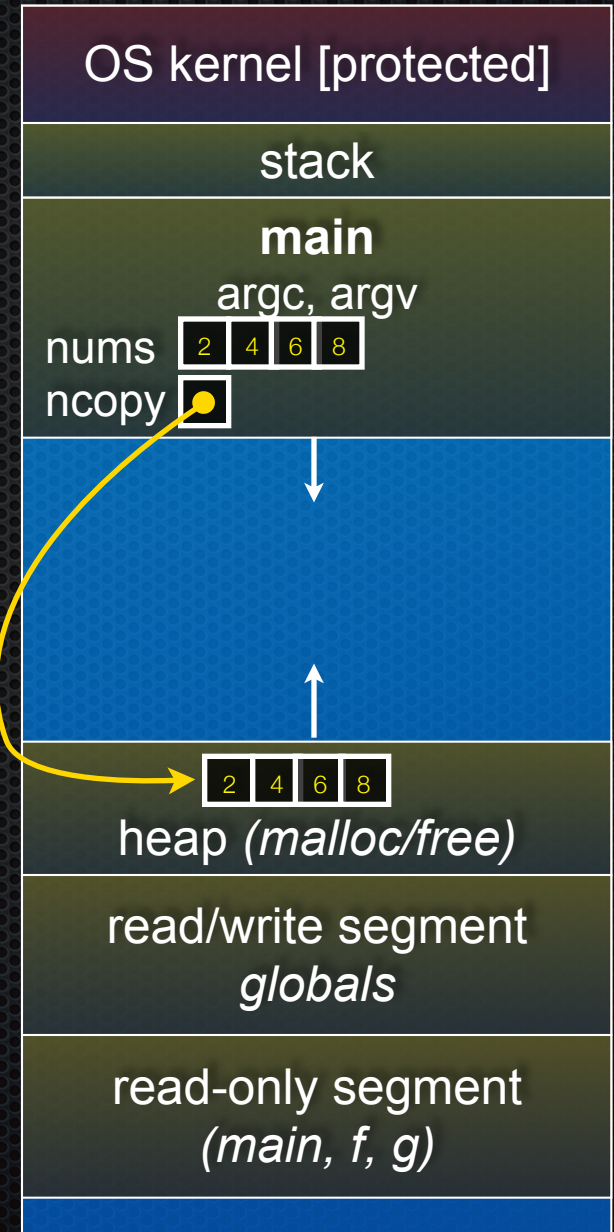 OS kernel [protected]
stack
main
argc, argv
nums 2 4 6 8
ncopy
2 4 6 8
heap (malloc/free)
read/write segment
globals
read-only segment
(main, f, g)